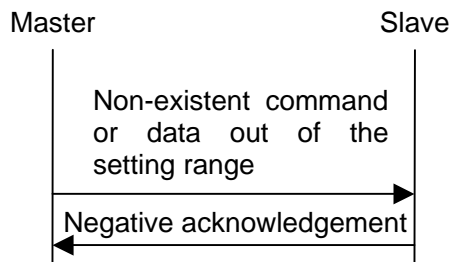 Master Slave
Non-existent command
or data out of the
setting range
Negative acknowledgement